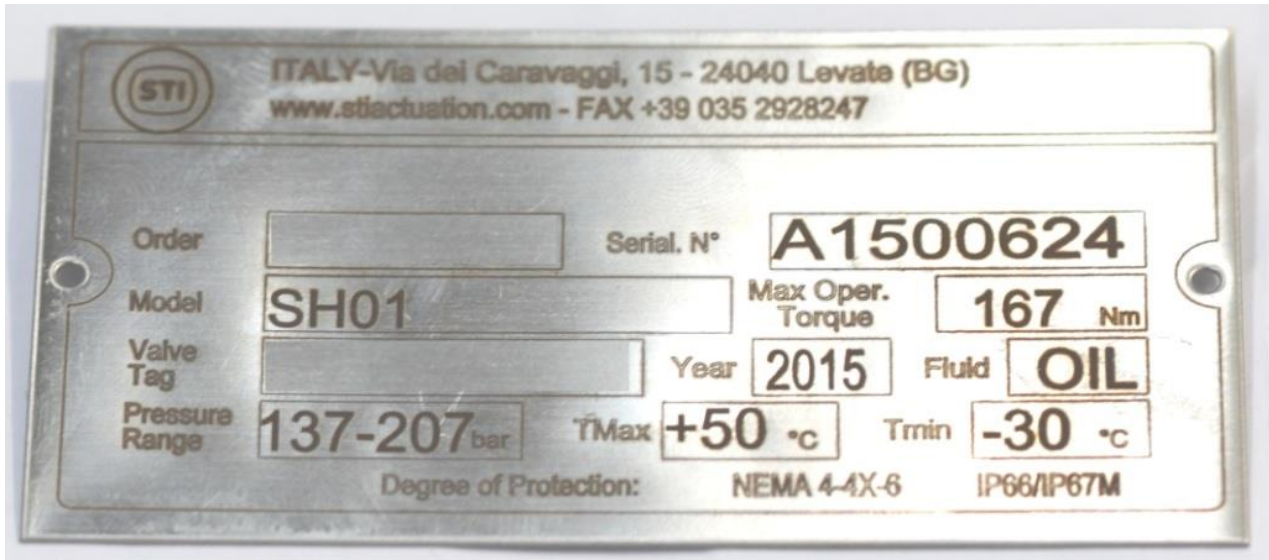 STI
ITALY-Via dei Caravaggi, 15 - 24040 Levate (BG)
www.stiactuation.com - FAX +39 035 2928247
Order Serial. N° A1500624
Model SH01 Max Oper. Torque 167 Nm
Valve Tag Year 2015 Fluid OIL
Pressure Range 137-207 bar TMax +50 °C Tmin -30 °C
Degree of Protection: NEMA 4-4X-6 IP66/IP67M